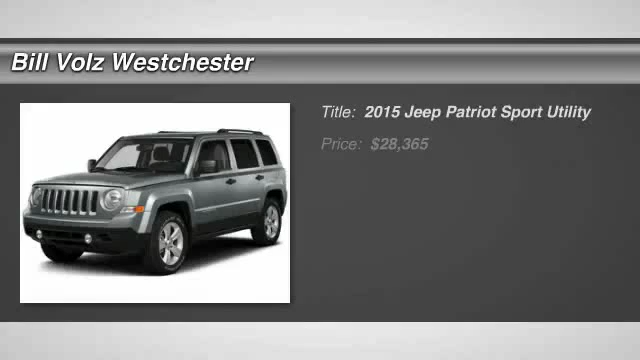 Bill Volz Westchester
Title: 2015 Jeep Patriot Sport Utility
Price: $28,365